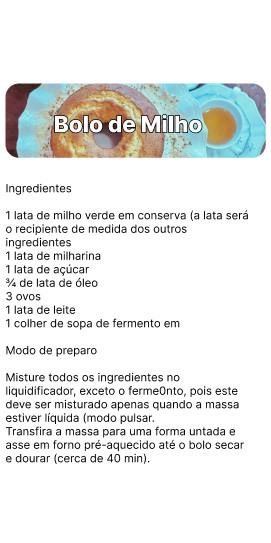 Bolo de Milho
Ingredientes
1 lata de milho verde em conserva (a lata será
o recipiente de medida dos outros
ingredientes
1 lata de milharina
1 lata de açúcar
¾ de lata de óleo
3 ovos
1 lata de leite
1 colher de sopa de fermento em
Modo de preparo
Misture todos os ingredientes no
liquidificador, exceto o ferme0nto, pois este
deve ser misturado apenas quando a massa
estiver líquida (modo pulsar.
Transfira a massa para uma forma untada e
asse em forno pré-aquecido até o bolo secar
e dourar (cerca de 40 min).